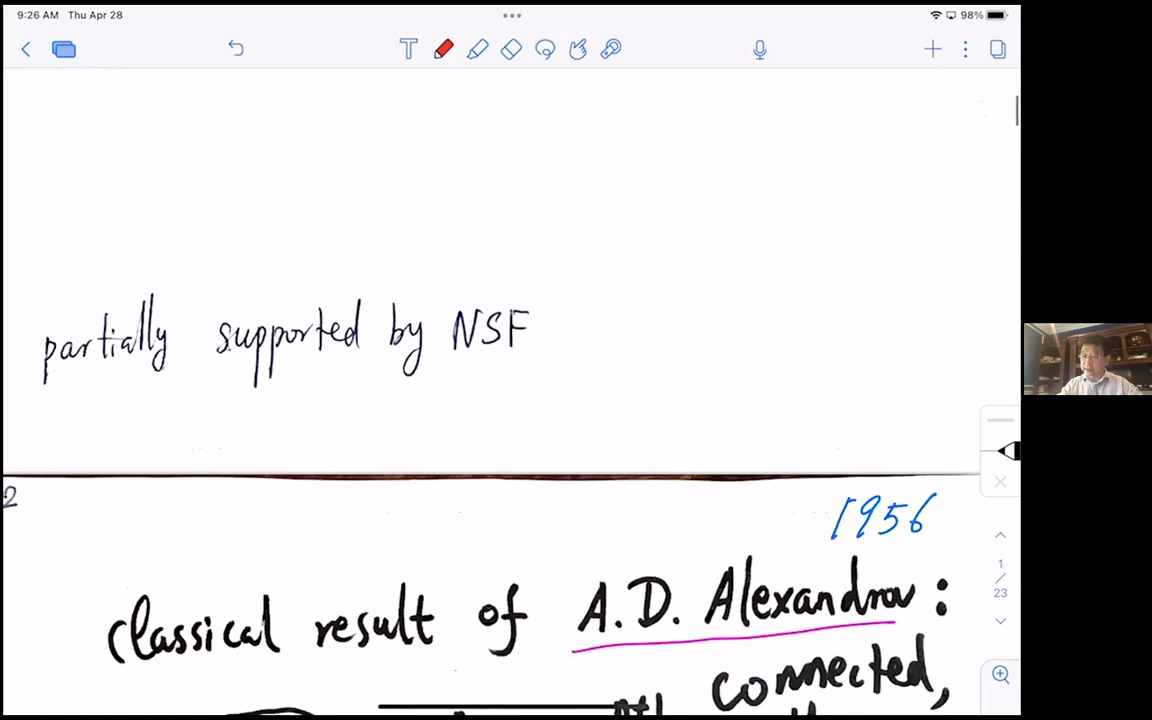 9:26 AM Thu Apr 28
98%
partially supported by NSF
2
1956
classical result of A.D. Alexandrov:
connected,
1
/
23